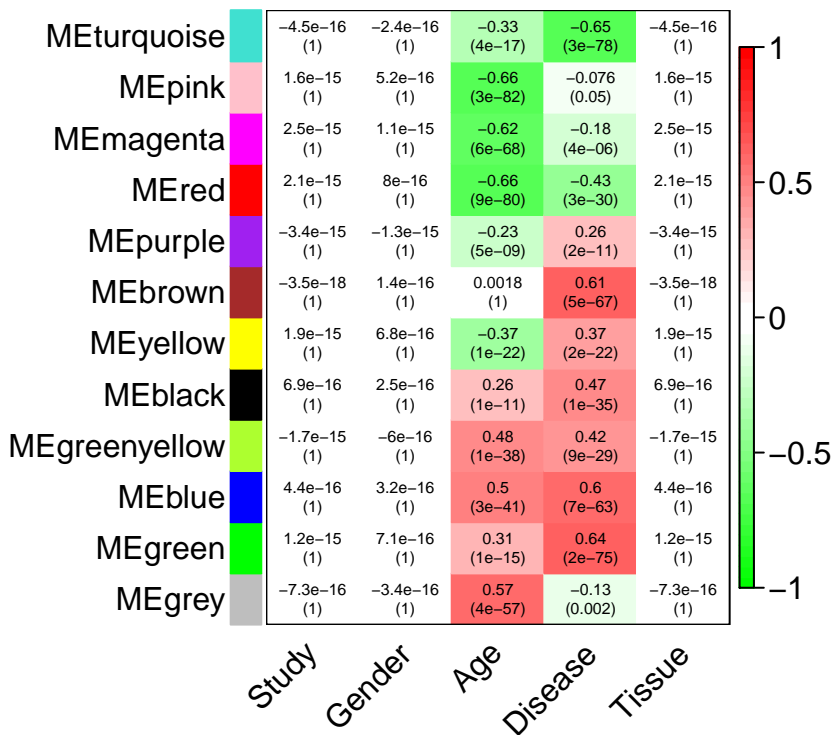 MEturquoise −4.5e−16 −2.4e−16 −0.33 −0.65 −4.5e−16
(1) (1) (4e−17) (3e−78) (1)
MEpink 1.6e−15 5.2e−16 −0.66 −0.076 1.6e−15
(1) (1) (3e−82) (0.05) (1)
MEmagenta 2.5e−15 1.1e−15 −0.62 −0.18 2.5e−15
(1) (1) (6e−68) (4e−06) (1)
MEred 2.1e−15 8e−16 −0.66 −0.43 2.1e−15
(1) (1) (9e−80) (3e−30) (1)
MEpurple −3.4e−15 −1.3e−15 −0.23 0.26 −3.4e−15
(1) (1) (5e−09) (2e−11) (1)
MEbrown −3.5e−18 1.4e−16 0.0018 0.61 −3.5e−18
(1) (1) (1) (5e−67) (1)
MEyellow 1.9e−15 6.8e−16 −0.37 0.37 1.9e−15
(1) (1) (1e−22) (2e−22) (1)
MEblack 6.9e−16 2.5e−16 0.26 0.47 6.9e−16
(1) (1) (1e−11) (1e−35) (1)
MEgreenyellow −1.7e−15 −6e−16 0.48 0.42 −1.7e−15
(1) (1) (1e−38) (9e−29) (1)
MEblue 4.4e−16 3.2e−16 0.5 0.6 4.4e−16
(1) (1) (3e−41) (7e−63) (1)
MEgreen 1.2e−15 7.1e−16 0.31 0.64 1.2e−15
(1) (1) (1e−15) (2e−75) (1)
MEgrey −7.3e−16 −3.4e−16 0.57 −0.13 −7.3e−16
(1) (1) (4e−57) (0.002) (1)
Study Gender Age Disease Tissue
1
0.5
0
−0.5
−1